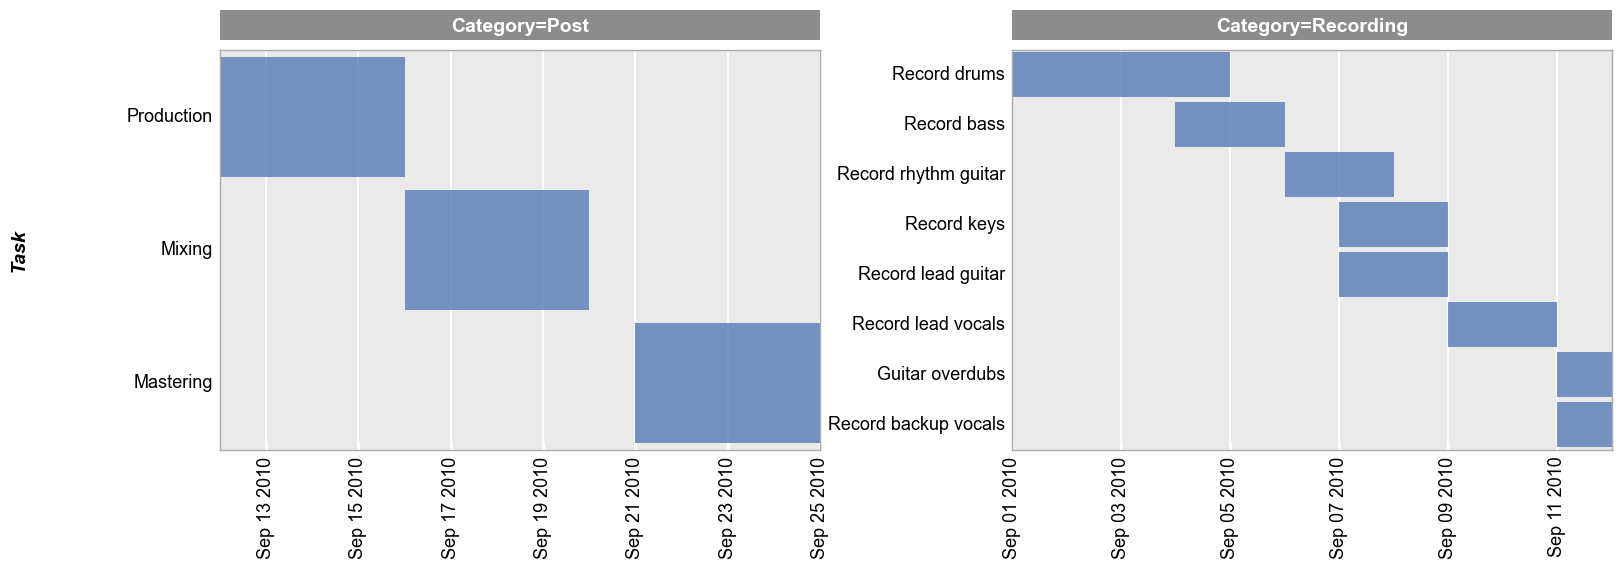 Category=Post
Task
Production
Mixing
Mastering
Sep 13 2010
Sep 15 2010
Sep 17 2010
Sep 19 2010
Sep 21 2010
Sep 23 2010
Sep 25 2010
Category=Recording
Record drums
Record bass
Record rhythm guitar
Record keys
Record lead guitar
Record lead vocals
Guitar overdubs
Record backup vocals
Sep 01 2010
Sep 03 2010
Sep 05 2010
Sep 07 2010
Sep 09 2010
Sep 11 2010